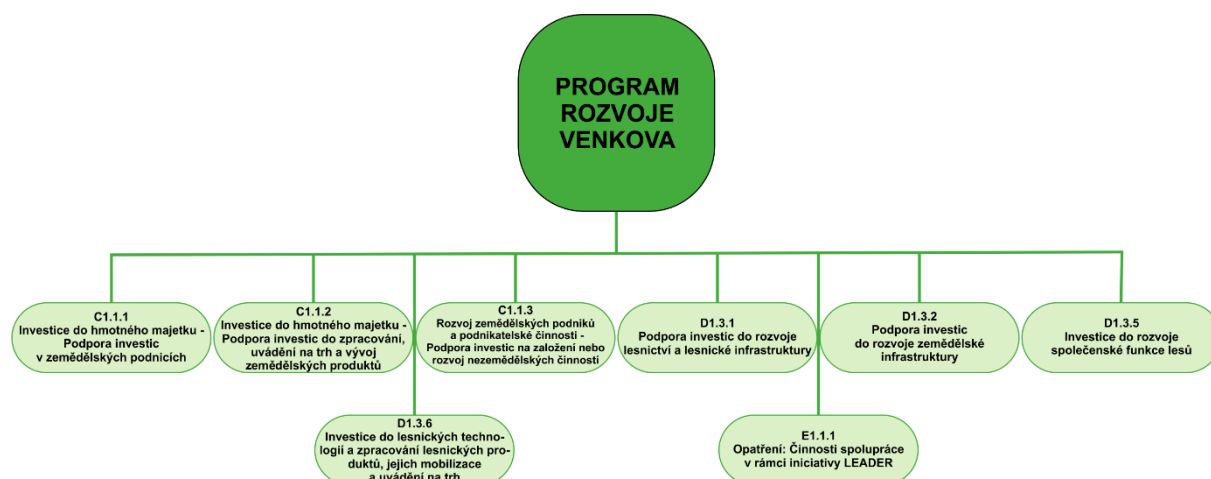 PROGRAM
ROZVOJE
VENKOVA
C1.1.1
Investice do hmotného majetku -
Podpora investic
v zemědělských podnicích
C1.1.2
Investice do hmotného majetku -
Podpora investic do zpracování,
uvádění na trh a vývoj
zemědělských produktů
C1.1.3
Rozvoj zemědělských podniků
a podnikatelské činnosti -
Podpora investic na založení nebo
rozvoj nezemědělských činností
D1.3.1
Podpora investic do rozvoje
lesnictví a lesnické infrastruktury
D1.3.2
Podpora investic
do rozvoje zemědělské
infrastruktury
D1.3.5
Investice do rozvoje
společenské funkce lesů
D1.3.6
Investice do lesnických techno-
logii a zpracování lesnických pro-
duktů, jejich mobilizace
a uvádění na trh
E1.1.1
Opatření: Činnosti spolupráce
v rámci iniciativy LEADER